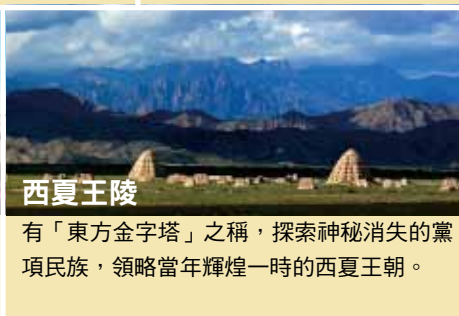 西夏王陵
有「東方金字塔」之稱，探索神秘消失的黨
項民族，領略當年輝煌一時的西夏王朝。